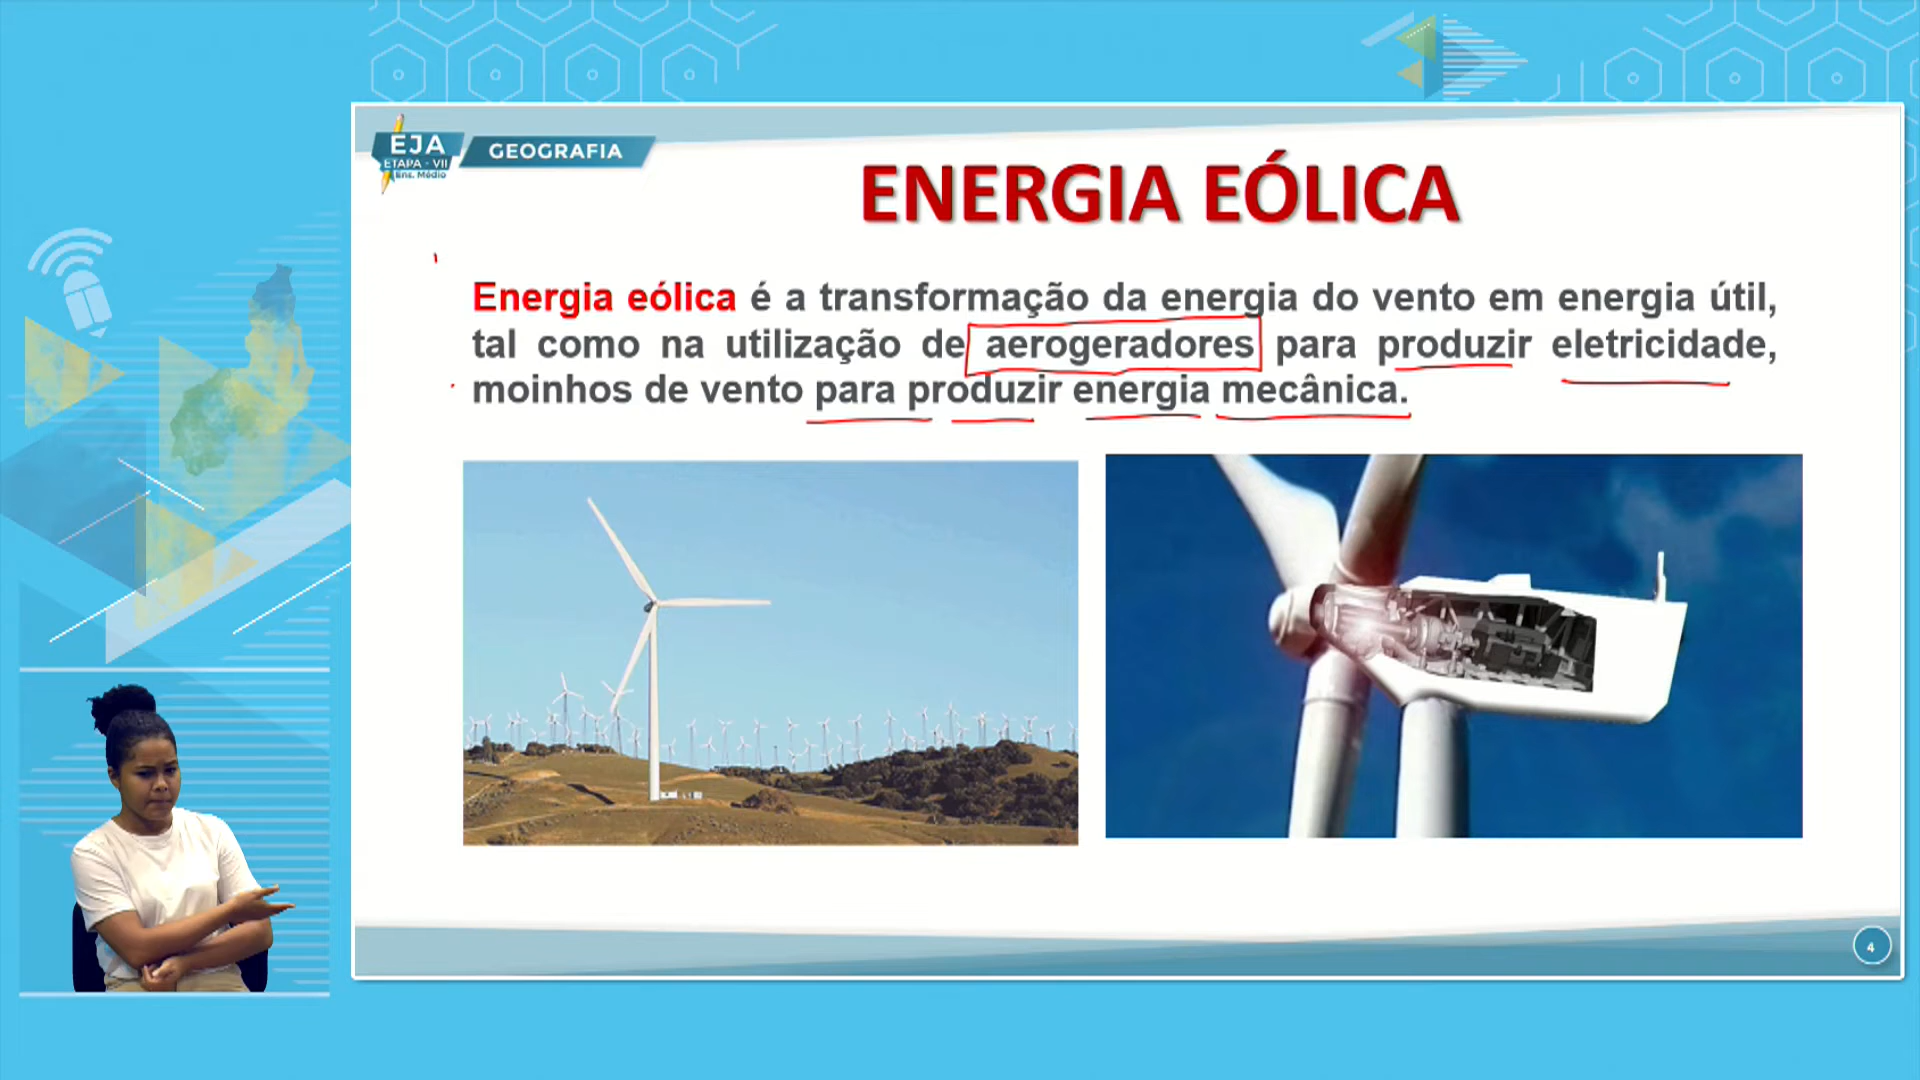 EJA
ETAPA - VII
Ens. Médio
GEOGRAFIA
ENERGIA EÓLICA
Energia eólica é a transformação da energia do vento em energia útil,
tal como na utilização de aerogeradores para produzir eletricidade,
moinhos de vento para produzir energia mecânica.
4